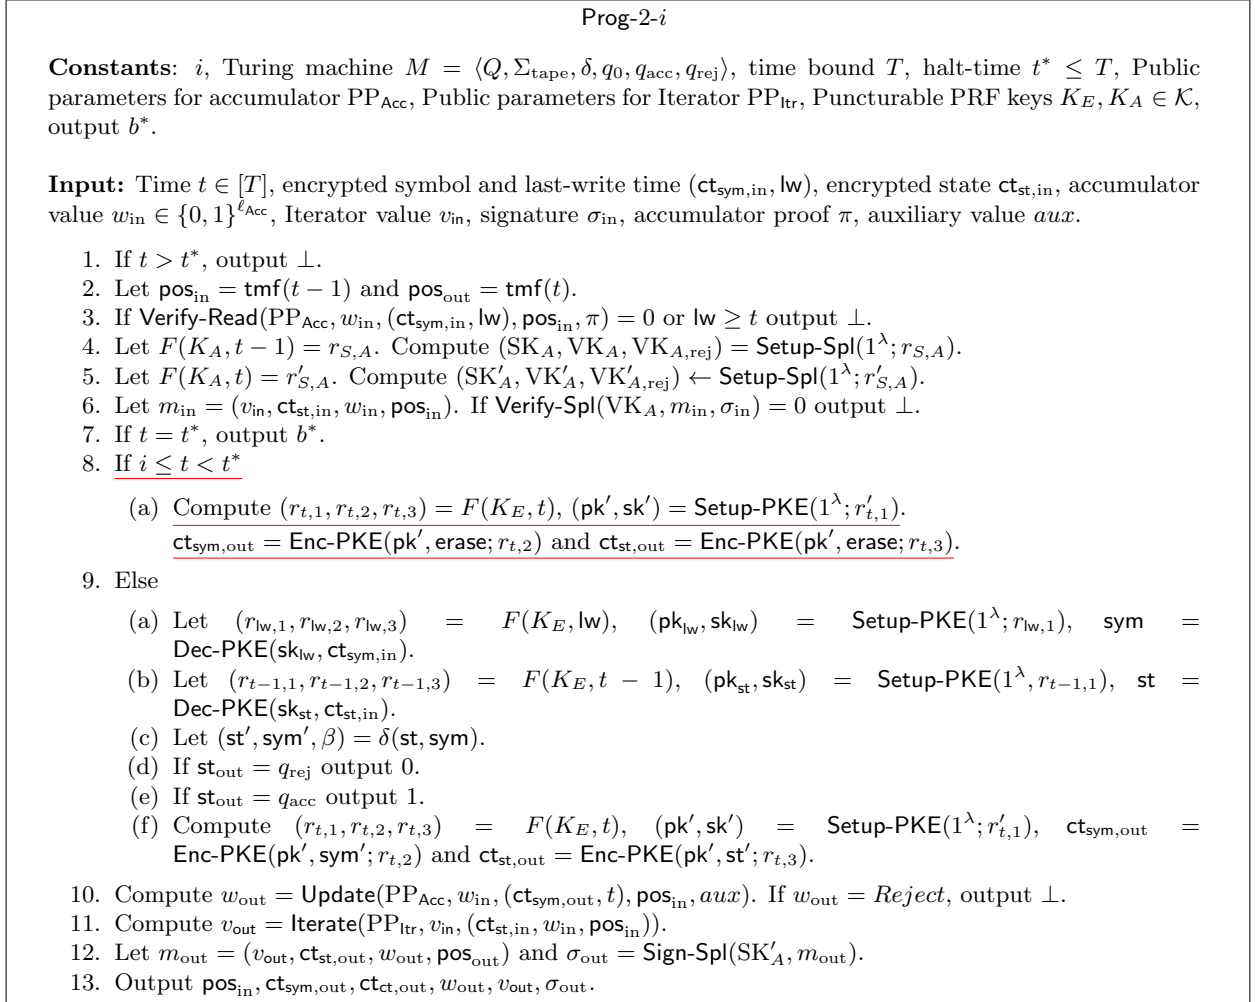 Prog-2-i
Constants: i, Turing machine M = ⟨Q, Σ_tape, δ, q_0, q_acc, q_rej⟩, time bound T, halt-time t* ≤ T, Public
parameters for accumulator PP_Acc, Public parameters for Iterator PP_Itr, Puncturable PRF keys K_E, K_A ∈ 𝒦,
output b*.
Input: Time t ∈ [T], encrypted symbol and last-write time (ct_sym,in, lw), encrypted state ct_st,in, accumulator
value w_in ∈ {0, 1}^ℓ_Acc, Iterator value v_in, signature σ_in, accumulator proof π, auxiliary value aux.
1. If t > t*, output ⊥.
2. Let pos_in = tmf(t − 1) and pos_out = tmf(t).
3. If Verify-Read(PP_Acc, w_in, (ct_sym,in, lw), pos_in, π) = 0 or lw ≥ t output ⊥.
4. Let F(K_A, t − 1) = r_S,A. Compute (SK_A, VK_A, VK_A,rej) = Setup-Spl(1^λ; r_S,A).
5. Let F(K_A, t) = r′_S,A. Compute (SK′_A, VK′_A, VK′_A,rej) ← Setup-Spl(1^λ; r′_S,A).
6. Let m_in = (v_in, ct_st,in, w_in, pos_in). If Verify-Spl(VK_A, m_in, σ_in) = 0 output ⊥.
7. If t = t*, output b*.
8. If i ≤ t < t*
(a) Compute (r_t,1, r_t,2, r_t,3) = F(K_E, t), (pk′, sk′) = Setup-PKE(1^λ; r′_t,1).
ct_sym,out = Enc-PKE(pk′, erase; r_t,2) and ct_st,out = Enc-PKE(pk′, erase; r_t,3).
9. Else
(a) Let (r_lw,1, r_lw,2, r_lw,3) = F(K_E, lw), (pk_lw, sk_lw) = Setup-PKE(1^λ; r_lw,1), sym =
Dec-PKE(sk_lw, ct_sym,in).
(b) Let (r_t−1,1, r_t−1,2, r_t−1,3) = F(K_E, t − 1), (pk_st, sk_st) = Setup-PKE(1^λ, r_t−1,1), st =
Dec-PKE(sk_st, ct_st,in).
(c) Let (st′, sym′, β) = δ(st, sym).
(d) If st_out = q_rej output 0.
(e) If st_out = q_acc output 1.
(f) Compute (r_t,1, r_t,2, r_t,3) = F(K_E, t), (pk′, sk′) = Setup-PKE(1^λ; r′_t,1), ct_sym,out =
Enc-PKE(pk′, sym′; r_t,2) and ct_st,out = Enc-PKE(pk′, st′; r_t,3).
10. Compute w_out = Update(PP_Acc, w_in, (ct_sym,out, t), pos_in, aux). If w_out = Reject, output ⊥.
11. Compute v_out = Iterate(PP_Itr, v_in, (ct_st,in, w_in, pos_in)).
12. Let m_out = (v_out, ct_st,out, w_out, pos_out) and σ_out = Sign-Spl(SK′_A, m_out).
13. Output pos_in, ct_sym,out, ct_ct,out, w_out, v_out, σ_out.